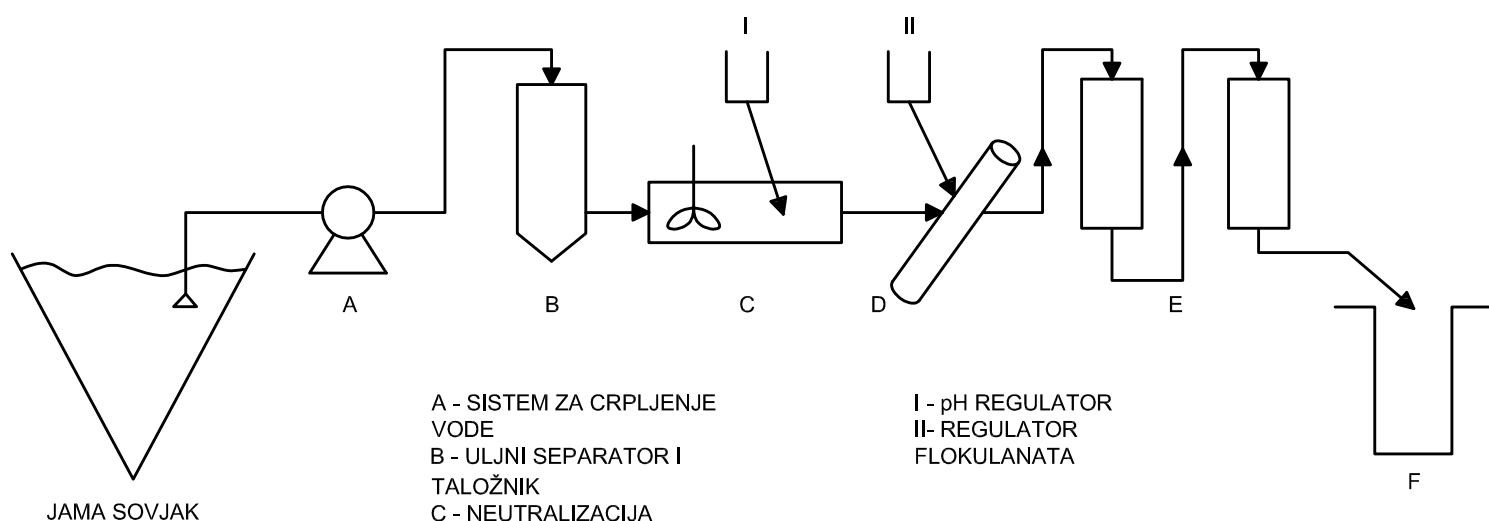 I
II
A
B
C
D
E
F
A - SISTEM ZA CRPLJENJE
VODE
B - ULJNI SEPARATOR I
TALOŽNIK
C - NEUTRALIZACIJA
I - pH REGULATOR
II- REGULATOR
FLOKULANATA
JAMA SOVJAK